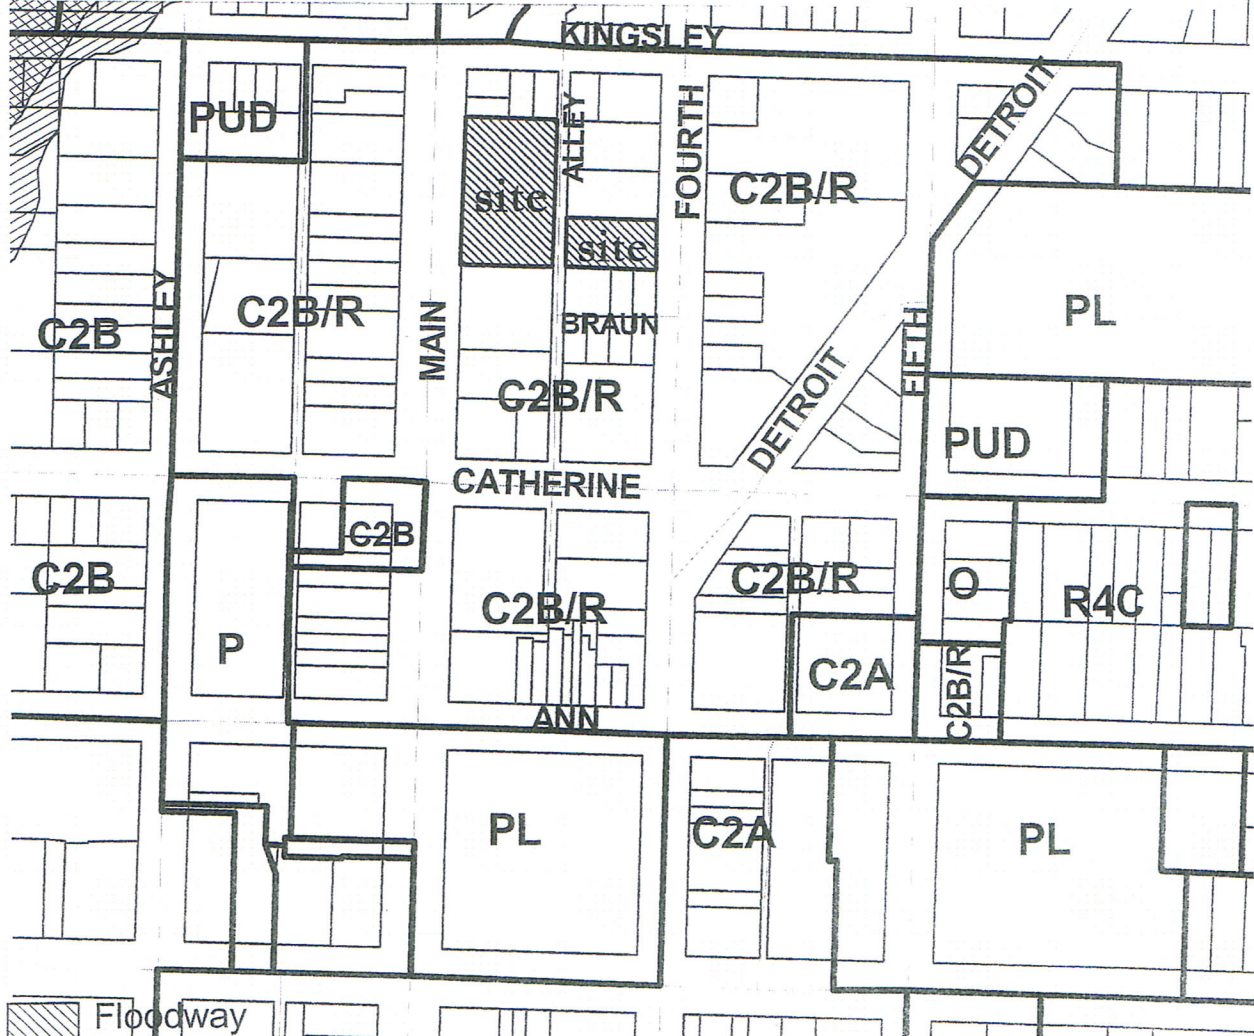 KINGSLEY
DETROIT
PUD
ALLEY
FOURTH
site
C2B/R
site
C2B/R
C2B
ASHLEY
MAIN
BRAUN
PL
FIFTH
C2B/R
DETROIT
PUD
CATHERINE
C2B
C2B
C2B/R
C2B/R
O
R4C
P
C2A
C2B/R
ANN
PL
C2A
PL
Floodway